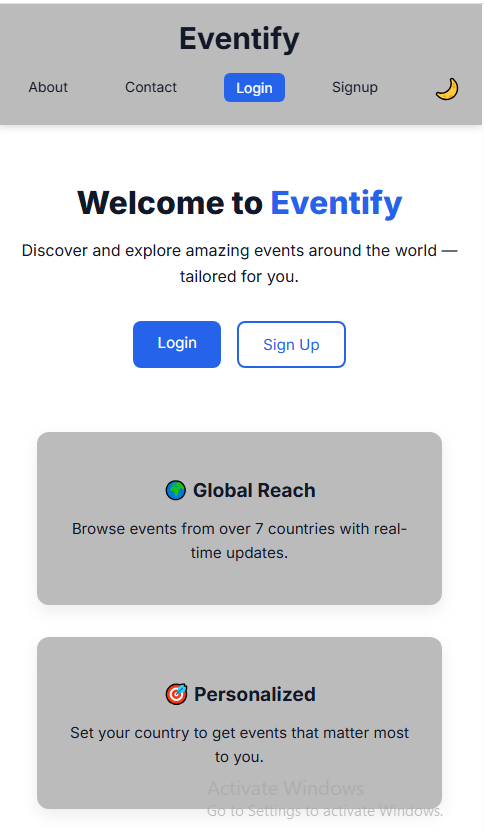 Eventify
About Contact Login Signup
Welcome to Eventify
Discover and explore amazing events around the world —
tailored for you.
Login Sign Up
Global Reach
Browse events from over 7 countries with real-
time updates.
Personalized
Set your country to get events that matter most
to you.
Activate Windows
Go to Settings to activate Windows.